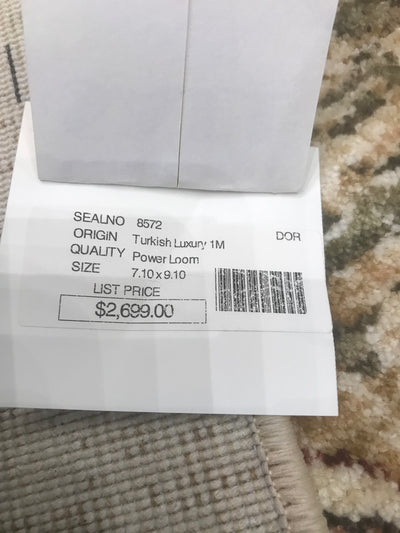 SEALNO 8572
ORIGIN Turkish Luxury 1M DOR
QUALITY Power Loom
SIZE 7.10 x 9.10
LIST PRICE
$2,699.00